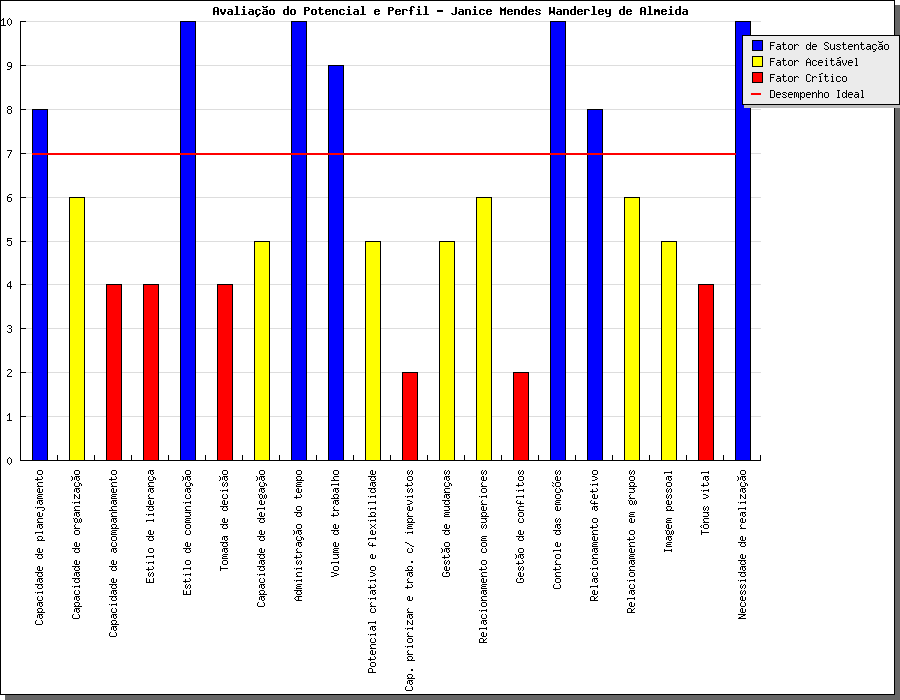 Avaliação do Potencial e Perfil - Janice Mendes Wanderley de Almeida
Fator de Sustentação
Fator Aceitável
Fator Crítico
Desempenho Ideal
10
9
8
7
6
5
4
3
2
1
0
Capacidade de planejamento
Capacidade de organização
Capacidade de acompanhamento
Estilo de liderança
Estilo de comunicação
Tomada de decisão
Capacidade de delegação
Administração do tempo
Volume de trabalho
Potencial criativo e flexibilidade
Cap. priorizar e trab. c/ imprevistos
Gestão de mudanças
Relacionamento com superiores
Gestão de conflitos
Controle das emoções
Relacionamento afetivo
Relacionamento em grupos
Imagem pessoal
Tônus vital
Necessidade de realização